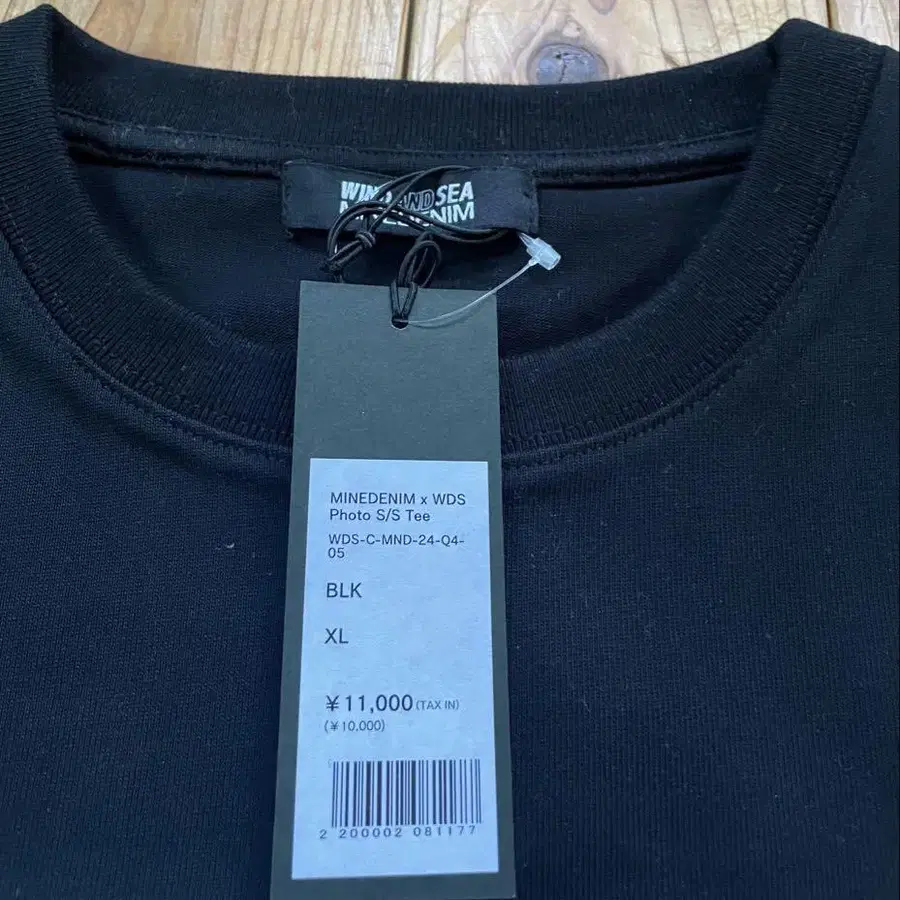 WIND AND SEA
MINEDENIM
MINEDENIM x WDS
Photo S/S Tee
WDS-C-MND-24-Q4-
05
BLK
XL
¥11,000 (TAX IN)
(¥10,000)
2 200002 081177